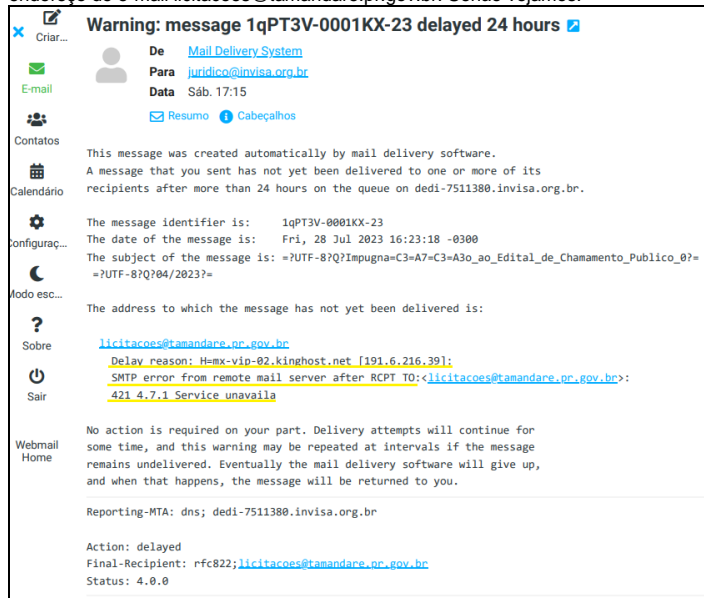 Warning: message 1qPT3V-0001KX-23 delayed 24 hours
Criar...
De Mail Delivery System
Para juridico@invisa.org.br
Data Sáb. 17:15
Resumo Cabeçalhos
E-mail
Contatos
Calendário
Configuraç...
Modo esc...
Sobre
Sair
Webmail
Home
This message was created automatically by mail delivery software.
A message that you sent has not yet been delivered to one or more of its
recipients after more than 24 hours on the queue on dedi-7511380.invisa.org.br.
The message identifier is: 1qPT3V-0001KX-23
The date of the message is: Fri, 28 Jul 2023 16:23:18 -0300
The subject of the message is: =?UTF-8?Q?Impugna=C3=A7=C3=A3o_ao_Edital_de_Chamamento_Publico_0?=
=?UTF-8?Q?04/2023?=
The address to which the message has not yet been delivered is:
licitacoes@tamandare.pr.gov.br
Delay reason: H=mx-vip-02.kinghost.net [191.6.216.39]:
SMTP error from remote mail server after RCPT TO:<licitacoes@tamandare.pr.gov.br>:
421 4.7.1 Service unavaila
No action is required on your part. Delivery attempts will continue for
some time, and this warning may be repeated at intervals if the message
remains undelivered. Eventually the mail delivery software will give up,
and when that happens, the message will be returned to you.
Reporting-MTA: dns; dedi-7511380.invisa.org.br
Action: delayed
Final-Recipient: rfc822;licitacoes@tamandare.pr.gov.br
Status: 4.0.0